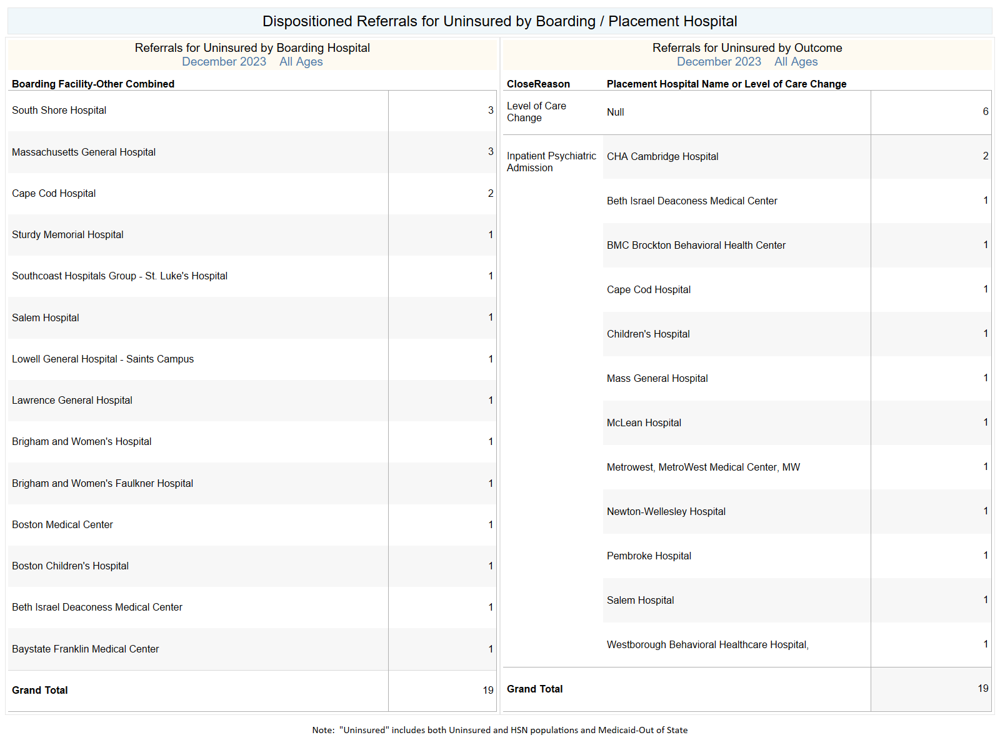 Dispositioned Referrals for Uninsured by Boarding / Placement Hospital
Referrals for Uninsured by Boarding Hospital
December 2023 All Ages
Boarding Facility-Other Combined
South Shore Hospital 3
Massachusetts General Hospital 3
Cape Cod Hospital 2
Sturdy Memorial Hospital 1
Southcoast Hospitals Group - St. Luke's Hospital 1
Salem Hospital 1
Lowell General Hospital - Saints Campus 1
Lawrence General Hospital 1
Brigham and Women's Hospital 1
Brigham and Women's Faulkner Hospital 1
Boston Medical Center 1
Boston Children's Hospital 1
Beth Israel Deaconess Medical Center 1
Baystate Franklin Medical Center 1
Grand Total 19
Referrals for Uninsured by Outcome
December 2023 All Ages
CloseReason Placement Hospital Name or Level of Care Change
Level of Care
Change
Null 6
Inpatient Psychiatric
Admission
CHA Cambridge Hospital 2
Beth Israel Deaconess Medical Center 1
BMC Brockton Behavioral Health Center 1
Cape Cod Hospital 1
Children's Hospital 1
Mass General Hospital 1
McLean Hospital 1
Metrowest, MetroWest Medical Center, MW 1
Newton-Wellesley Hospital 1
Pembroke Hospital 1
Salem Hospital 1
Westborough Behavioral Healthcare Hospital, 1
Grand Total 19
Note: "Uninsured" includes both Uninsured and HSN populations and Medicaid-Out of State